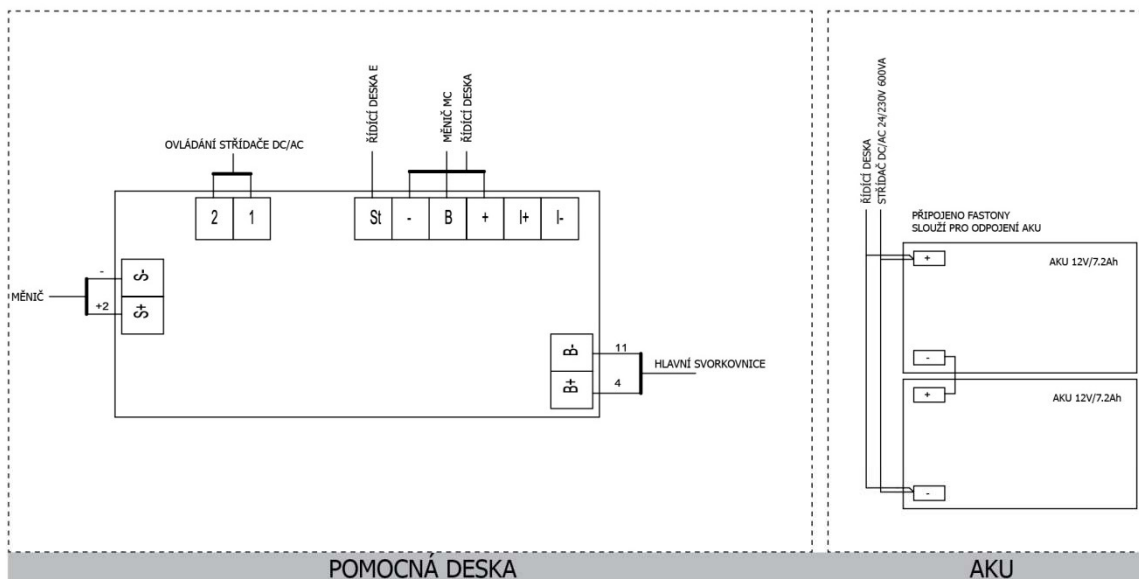 OVLÁDÁNÍ STŘÍDAČE DC/AC
ŘÍDÍCÍ DESKA E
MĚNIČ MC
ŘÍDÍCÍ DESKA
2 1
St - B + I+ I-
MĚNIČ
- S-
+2 S+
B- 11
B+ 4
HLAVNÍ SVORKOVNICE
POMOCNÁ DESKA
ŘÍDÍCÍ DESKA
STŘÍDAČ DC/AC 24/230V 600VA
PŘIPOJENO FASTONY
SLOUŽÍ PRO ODPOJENÍ AKU
+
AKU 12V/7.2Ah
-
+
AKU 12V/7.2Ah
-
AKU